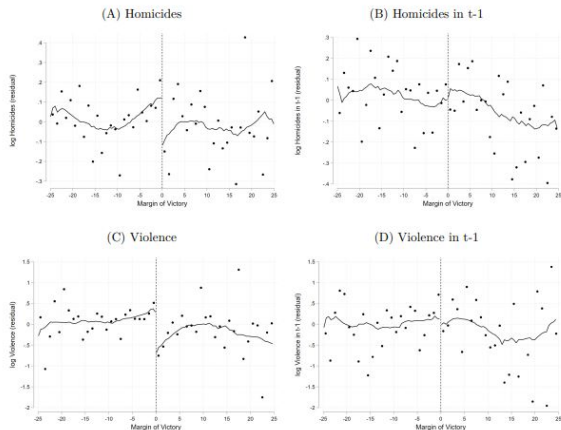 (A) Homicides
(B) Homicides in t-1
log Homicides (residual)
.4
.3
.2
.1
0
-.1
-.2
-.3
-25 -20 -15 -10 -5 0 5 10 15 20 25
Margin of Victory
log Homicides in t-1 (residual)
.3
.2
.1
0
-.1
-.2
-.3
-.4
-25 -20 -15 -10 -5 0 5 10 15 20 25
Margin of Victory
(C) Violence
(D) Violence in t-1
log Violence (residual)
1.5
1
.5
0
-.5
-1
-1.5
-2
-25 -20 -15 -10 -5 0 5 10 15 20 25
Margin of Victory
log Violence in t-1 (residual)
1.5
1
.5
0
-.5
-1
-1.5
-2
-25 -20 -15 -10 -5 0 5 10 15 20 25
Margin of Victory